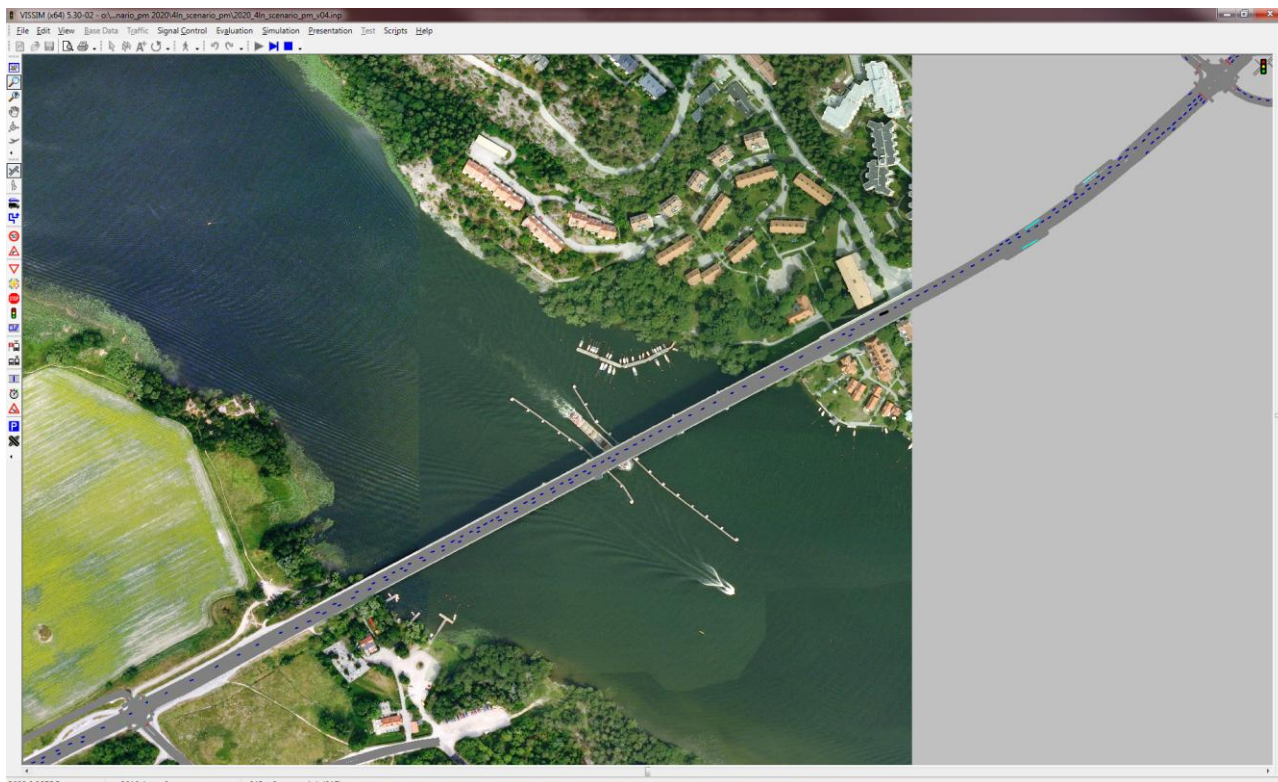 VISSIM (x64) 5.30-02 - o:\...nario_pm 2020\4ln_scenario_pm\2020_4ln_scenario_pm_v04.inp
File Edit View Base Data Traffic Signal Control Evaluation Simulation Presentation Test Scripts Help
STOP
P